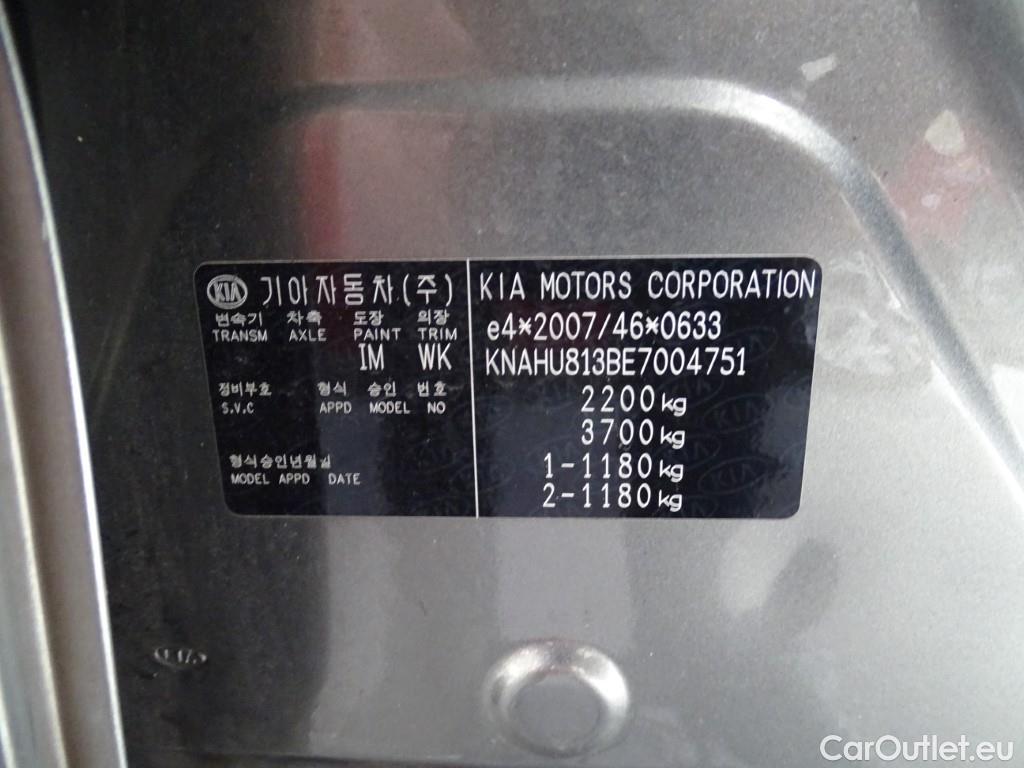 KIA 기아자동차(주)
변속기 차축 도장 의장
TRANSM AXLE PAINT TRIM
IM WK
정비부호 형식 승인 번호
S.V.C APPD MODEL NO
형식승인년월일
MODEL APPD DATE
KIA MOTORS CORPORATION
e4*2007/46*0633
KNAHU813BE7004751
2200kg
3700kg
1-1180kg
2-1180kg
CarOutlet.eu